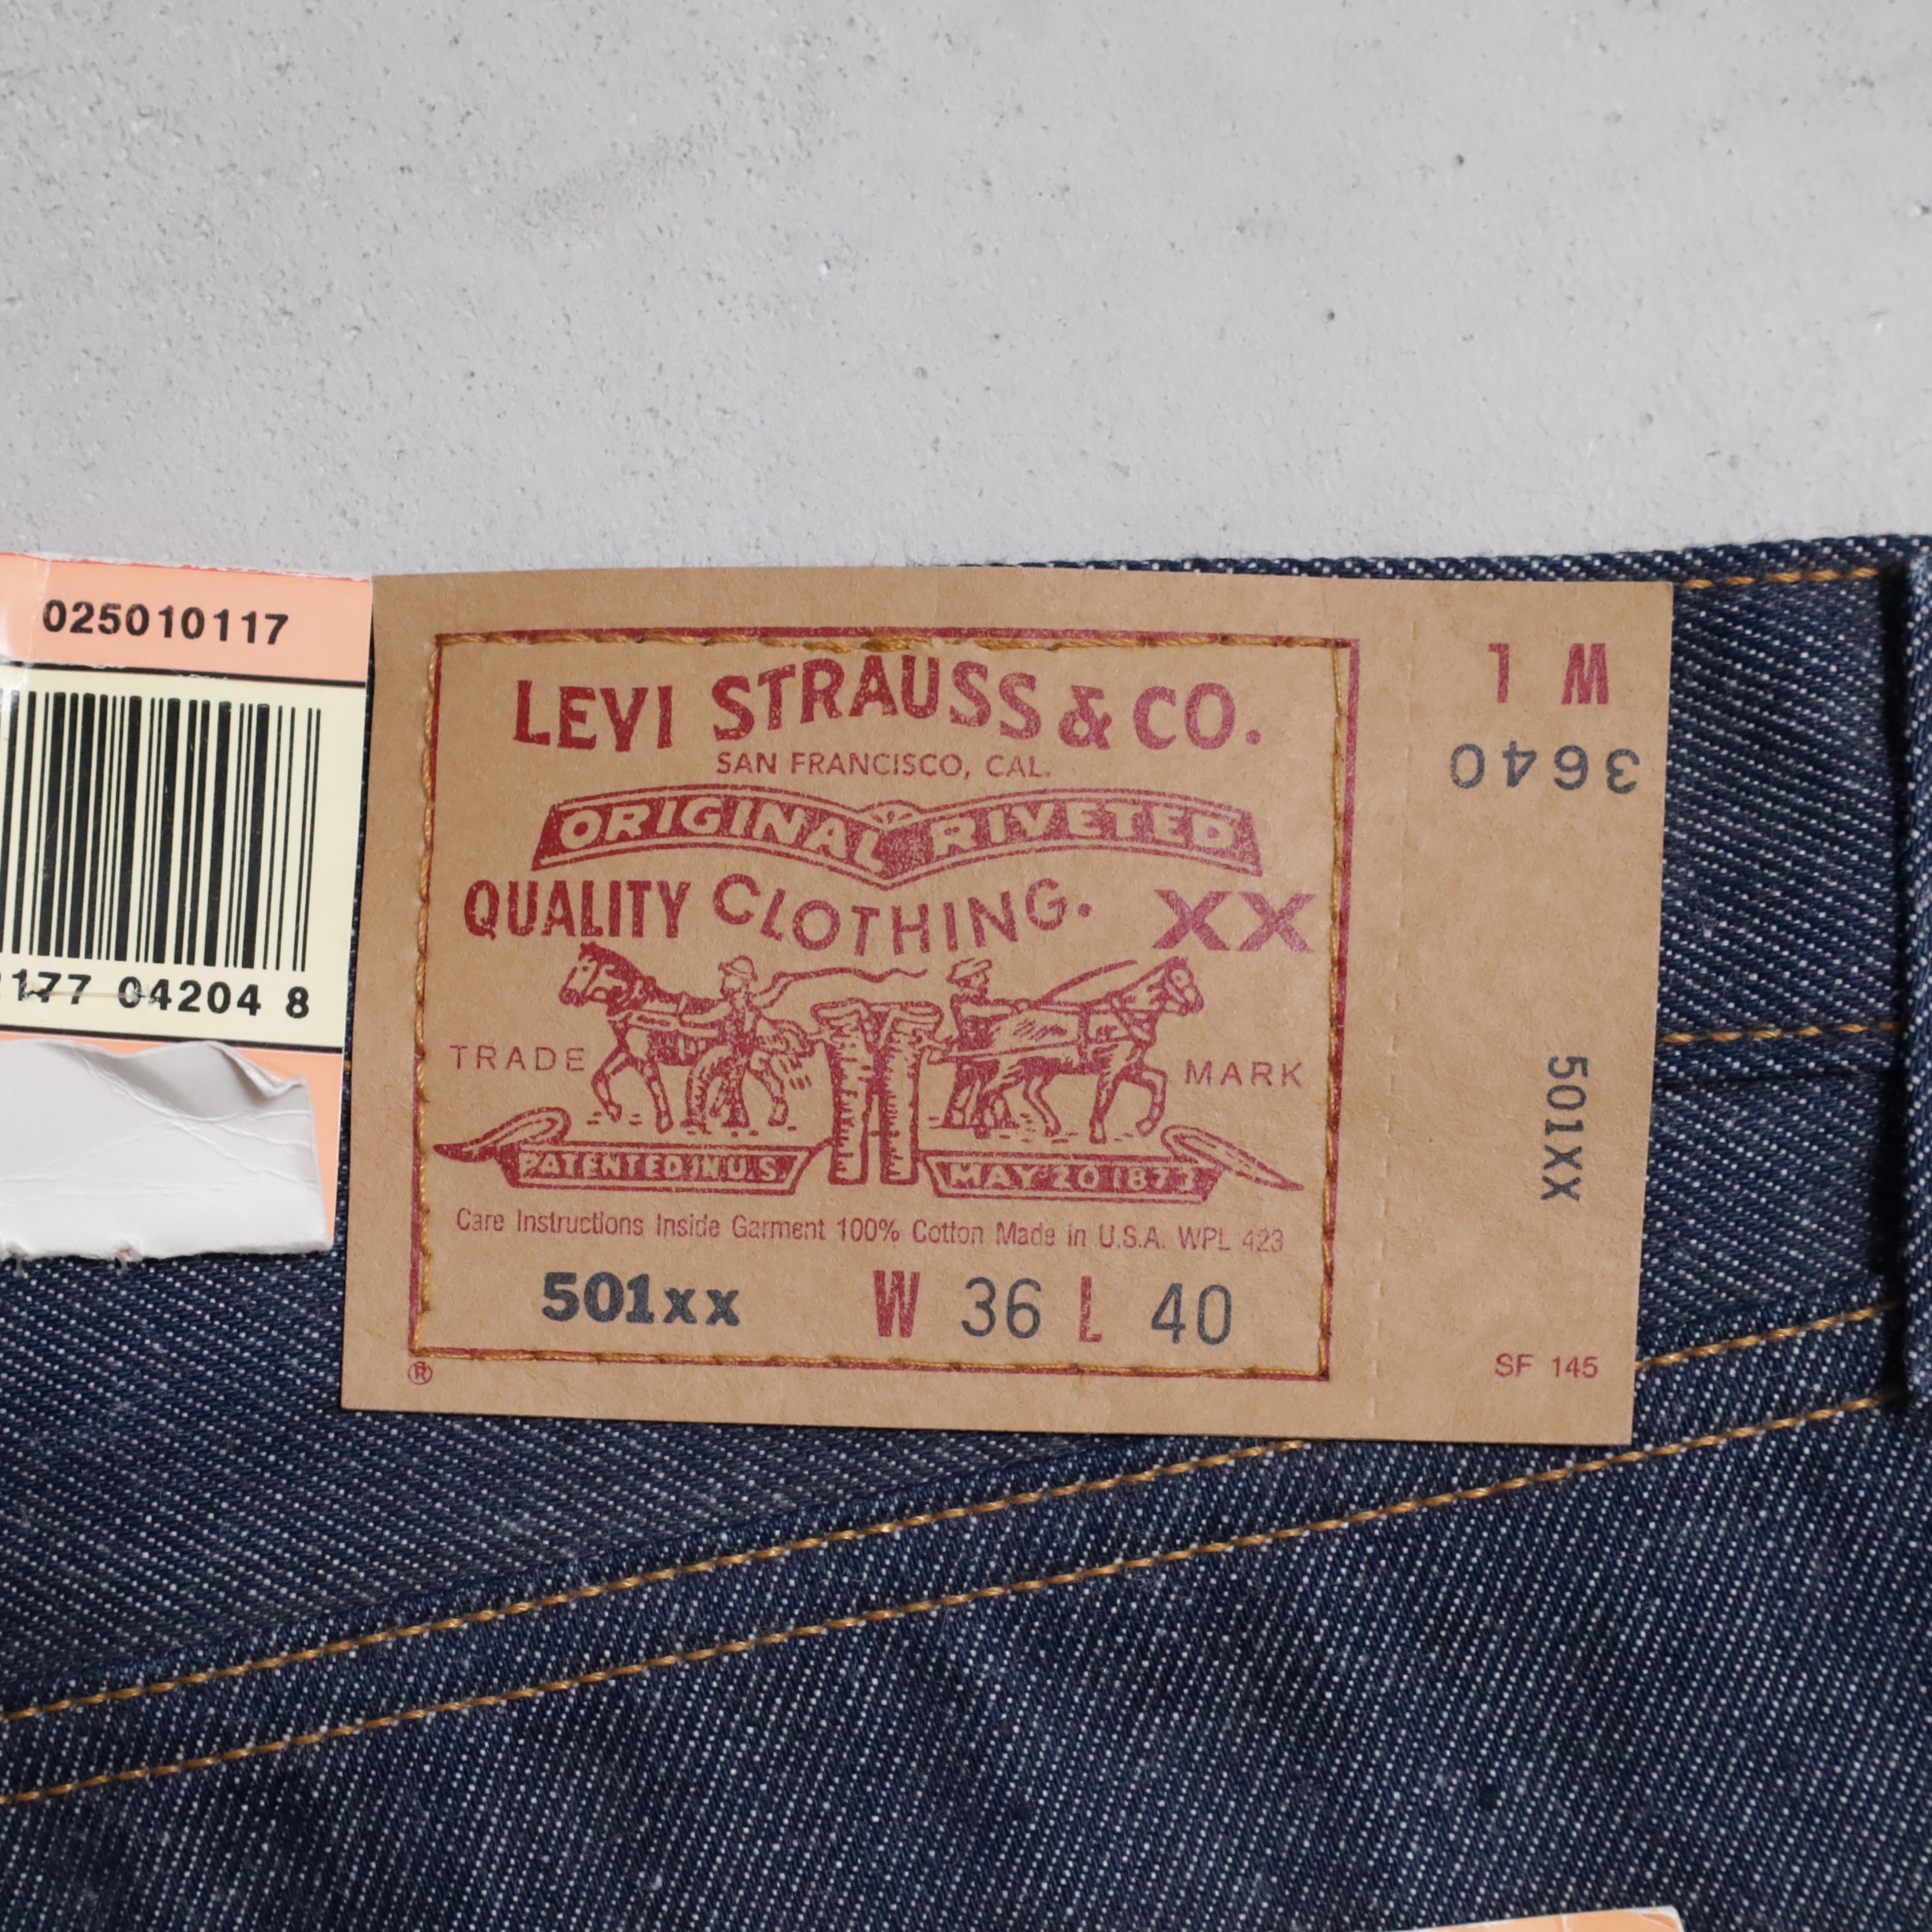 025010117
177 04204 8
LEVI STRAUSS & CO.
SAN FRANCISCO, CAL.
ORIGINAL RIVETED
QUALITY CLOTHING. XX
TRADE MARK
PATENTED IN U.S. MAY 20 1873
Care Instructions Inside Garment 100% Cotton Made in U.S.A. WPL 423
501xx W 36 L 40
®
W L
3640
501XX
SF 145